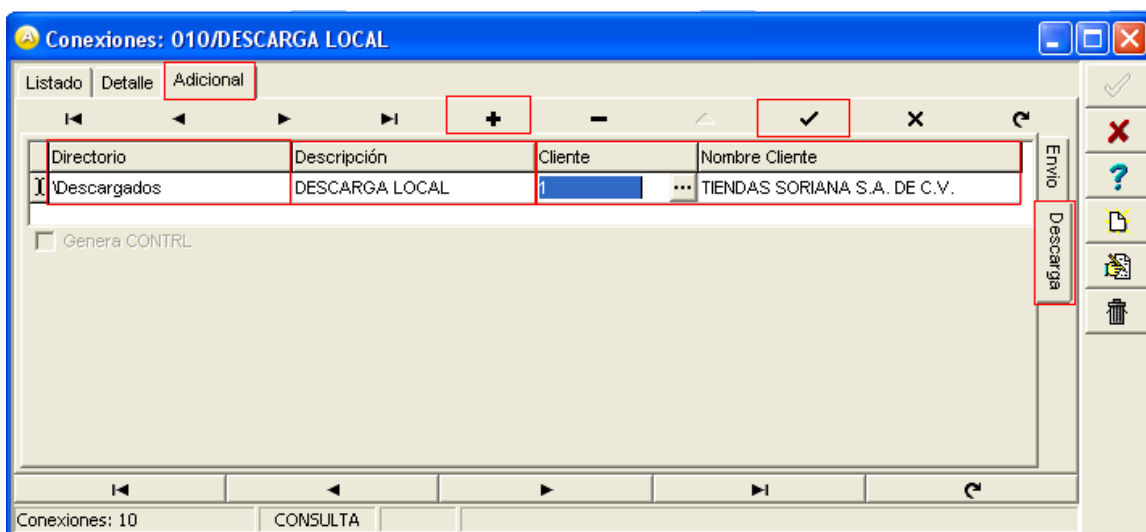 Conexiones: 010/DESCARGA LOCAL
Listado Detalle Adicional
Directorio Descripción Cliente Nombre Cliente
\Descargados DESCARGA LOCAL 1 ... TIENDAS SORIANA S.A. DE C.V.
Envio
Descarga
Genera CONTRL
Conexiones: 10 CONSULTA